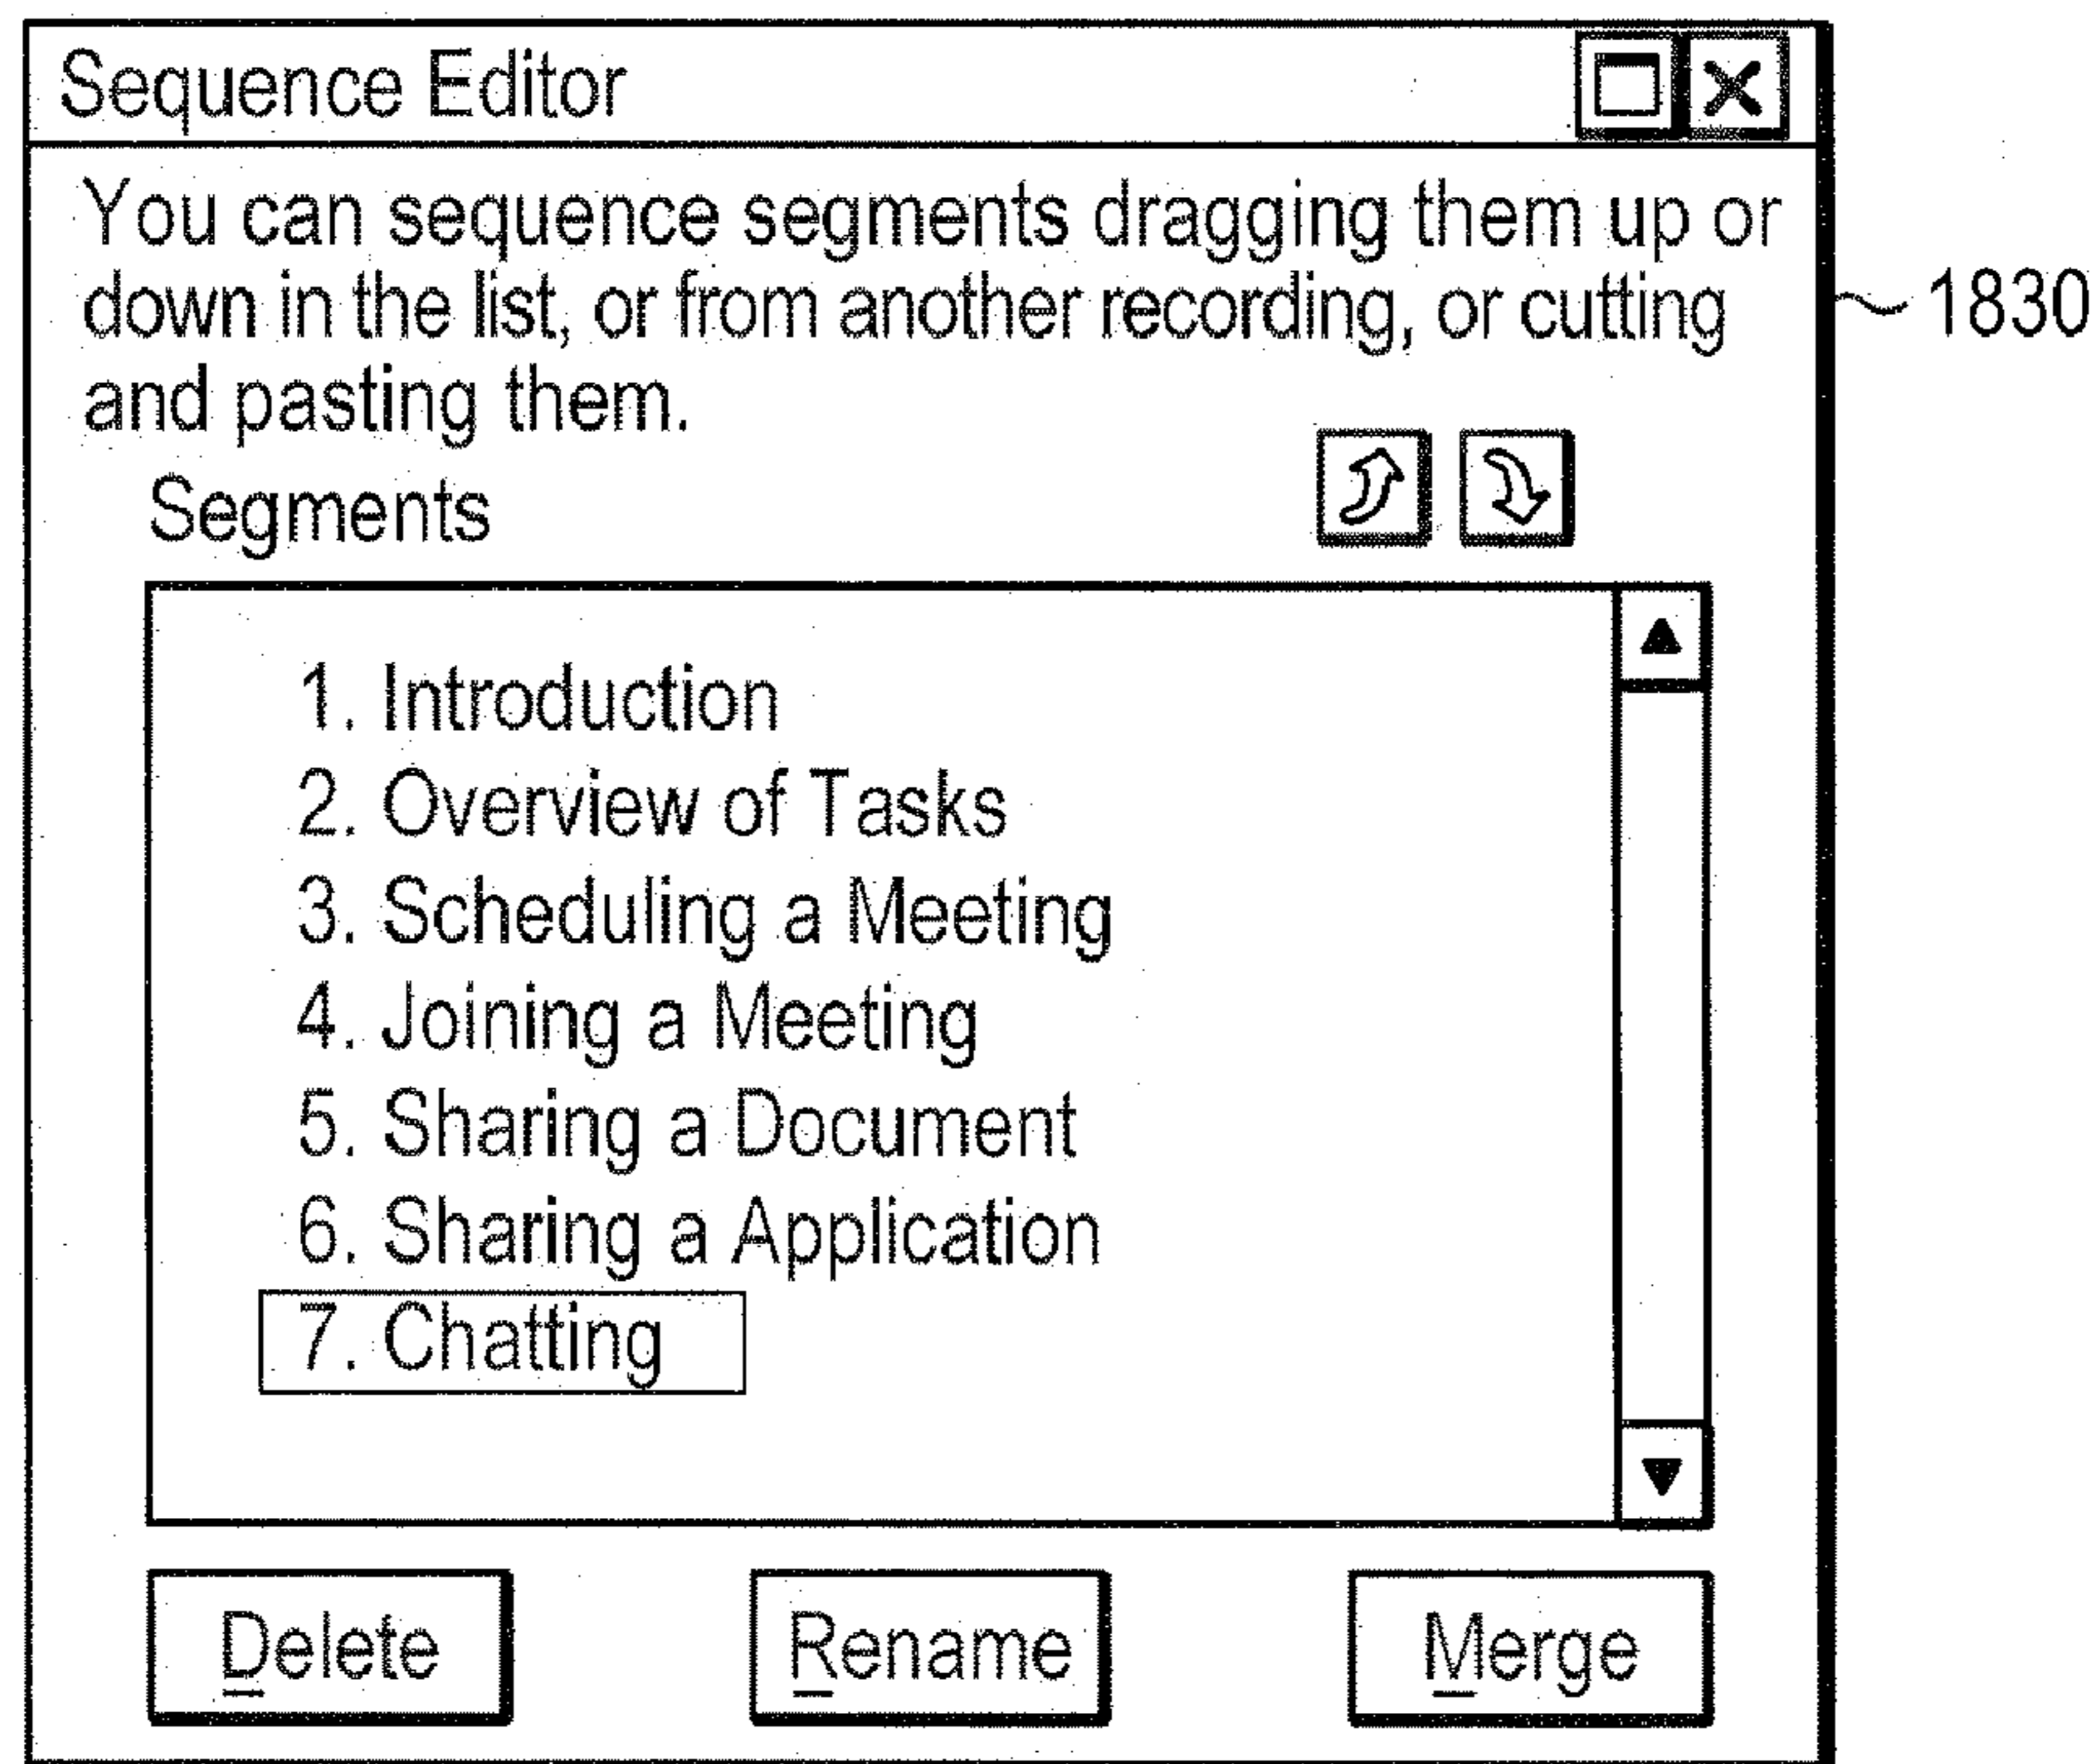 Sequence Editor
You can sequence segments dragging them up or
down in the list, or from another recording, or cutting
and pasting them.
1830
Segments
1. Introduction
2. Overview of Tasks
3. Scheduling a Meeting
4. Joining a Meeting
5. Sharing a Document
6. Sharing a Application
7. Chatting
Delete Rename Merge